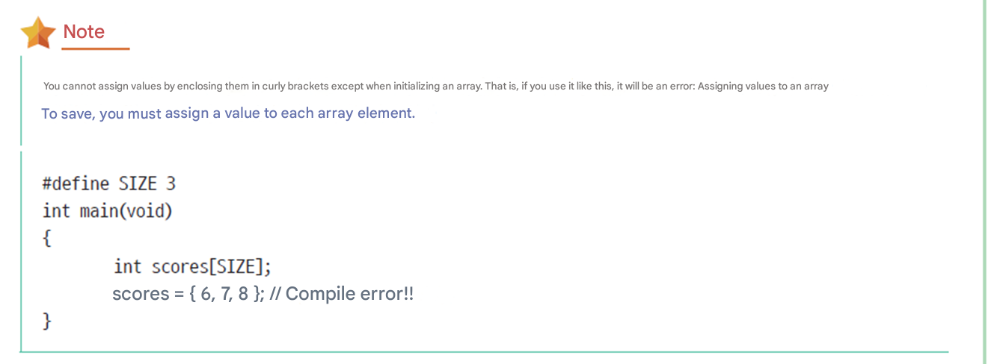 Note
You cannot assign values by enclosing them in curly brackets except when initializing an array. That is, if you use it like this, it will be an error: Assigning values to an array
To save, you must assign a value to each array element.
#define SIZE 3
int main(void)
{
int scores[SIZE];
scores = { 6, 7, 8 }; // Compile error!!
}